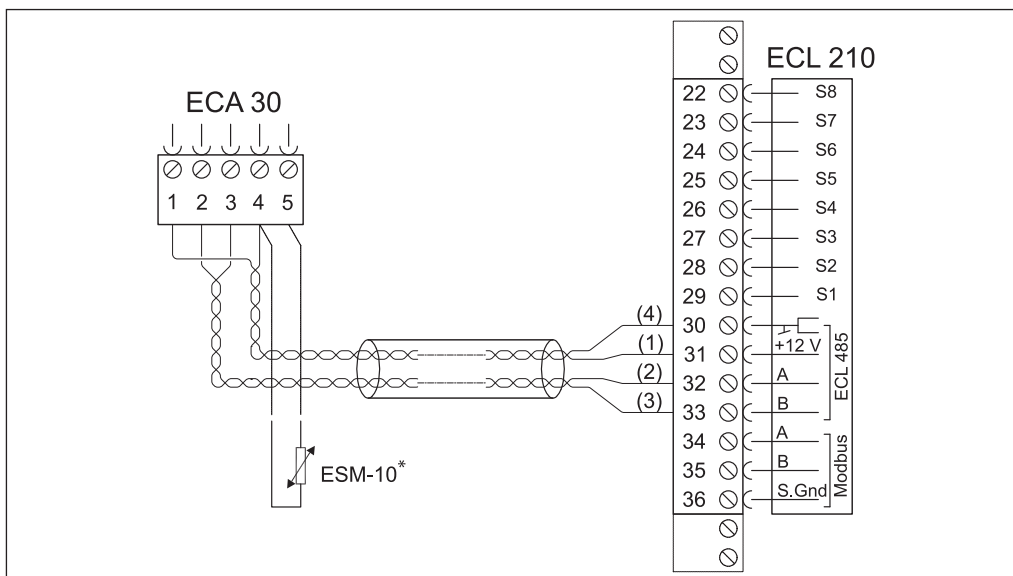 ECA 30
1 2 3 4 5
ESM-10*
(4)
(1)
(2)
(3)
ECL 210
22 S8
23 S7
24 S6
25 S5
26 S4
27 S3
28 S2
29 S1
30
31 +12 V
32 A
33 B
ECL 485
34 A
35 B
36 S.Gnd
Modbus